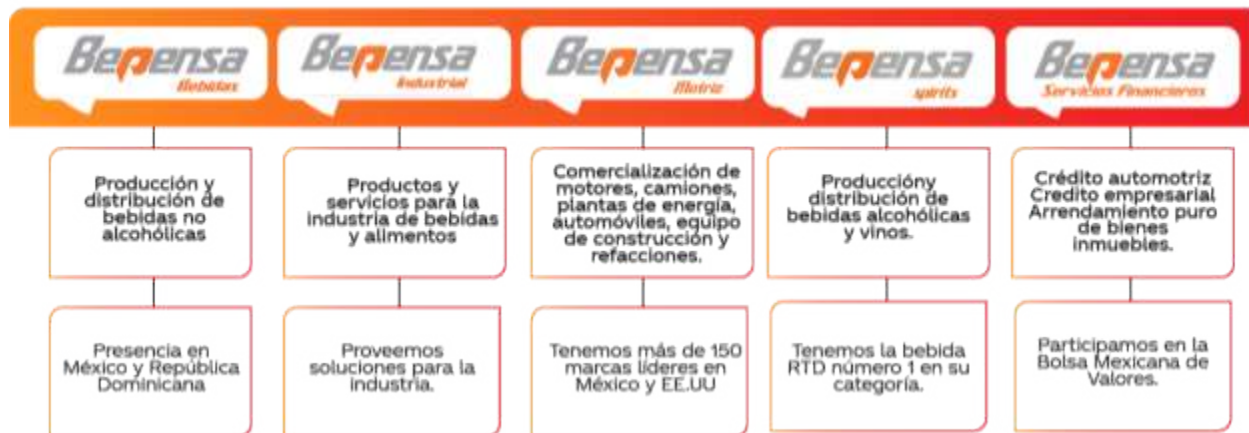 Bepensa
Bebidas
Bepensa
Industrial
Bepensa
Motriz
Bepensa
spirits
Bepensa
Servicios Financieros
Producción y
distribución de
bebidas no
alcohólicas
Productos y
servicios para la
industria de bebidas
y alimentos
Comercialización de
motores, camiones,
plantas de energía,
automóviles, equipo
de construcción y
refacciones.
Produccióny
distribución de
bebidas alcohólicas
y vinos.
Crédito automotriz
Credito empresarial
Arrendamiento puro
de bienes
inmuebles.
Presencia en
México y República
Dominicana
Proveemos
soluciones para la
industria.
Tenemos más de 150
marcas líderes en
México y EE.UU
Tenemos la bebida
RTD número 1 en su
categoría.
Participamos en la
Bolsa Mexicana de
Valores.